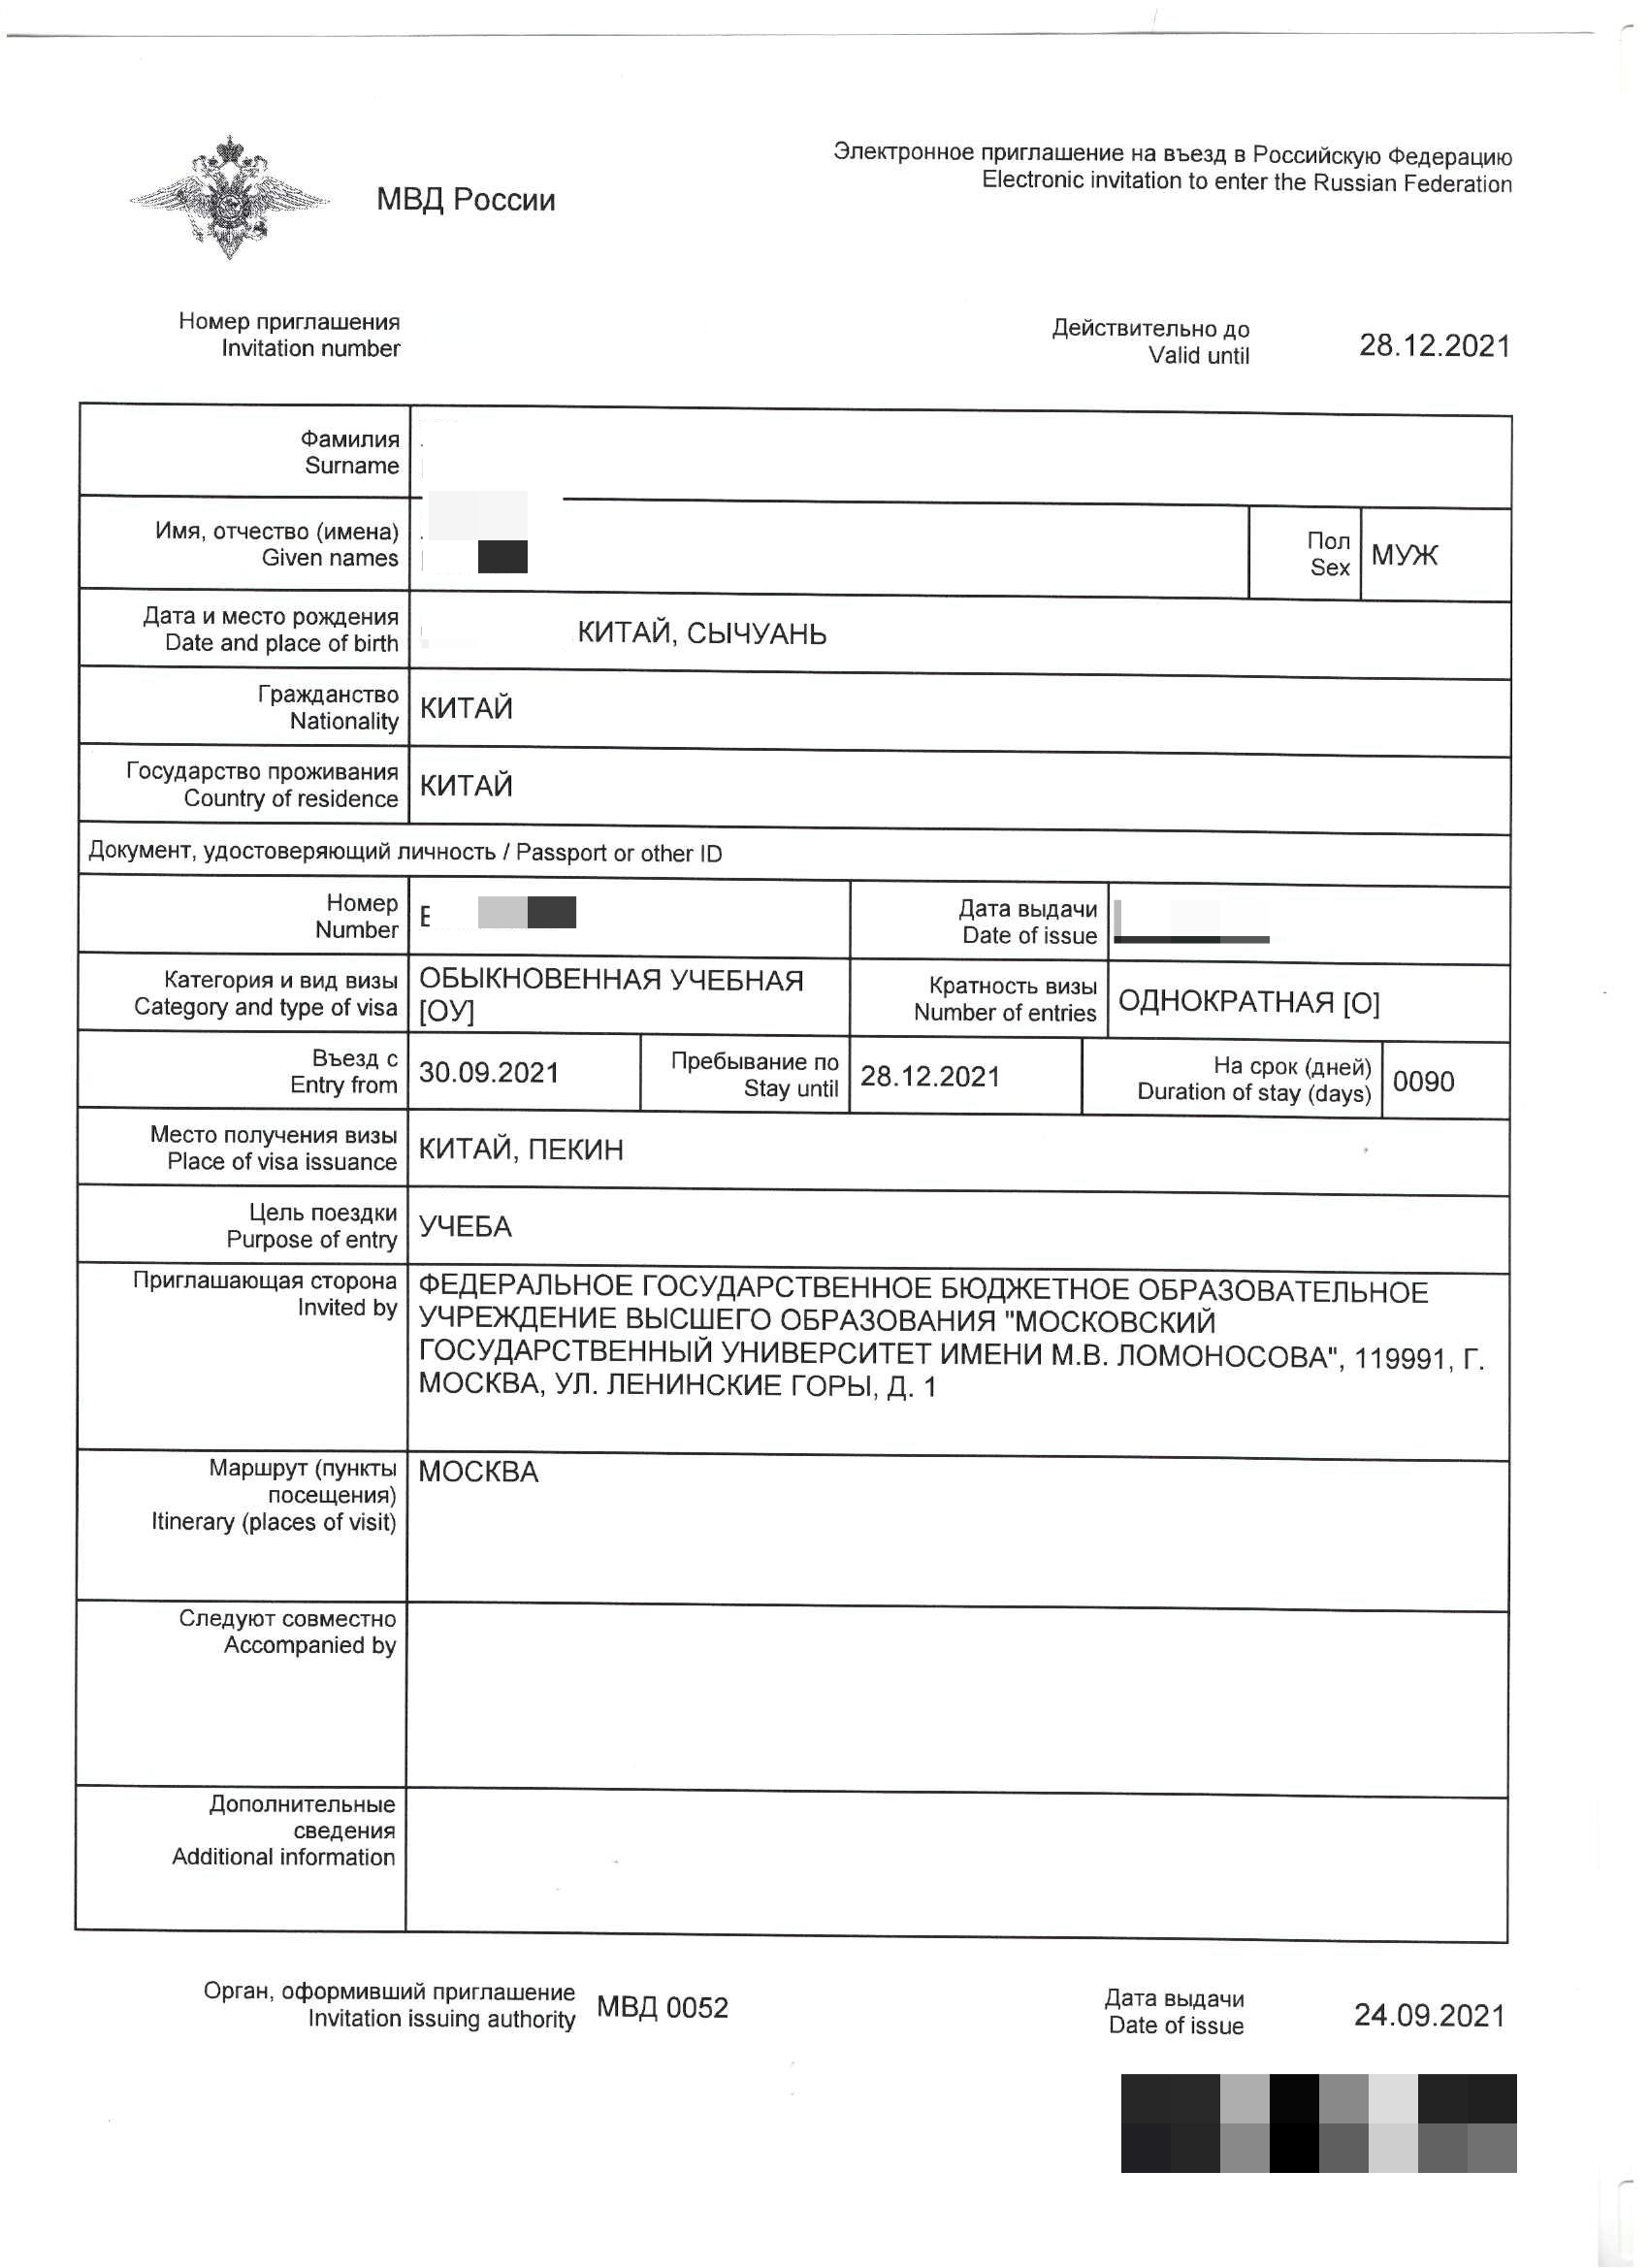 МВД России
Электронное приглашение на въезд в Российскую Федерацию
Electronic invitation to enter the Russian Federation
Номер приглашения
Invitation number
Действительно до
Valid until
28.12.2021
Фамилия
Surname
Имя, отчество (имена)
Given names
Пол
Sex
МУЖ
Дата и место рождения
Date and place of birth
КИТАЙ, СЫЧУАНЬ
Гражданство
Nationality
КИТАЙ
Государство проживания
Country of residence
КИТАЙ
Документ, удостоверяющий личность / Passport or other ID
Номер
Number
E
Дата выдачи
Date of issue
Категория и вид визы
Category and type of visa
ОБЫКНОВЕННАЯ УЧЕБНАЯ
[ОУ]
Кратность визы
Number of entries
ОДНОКРАТНАЯ [О]
Въезд с
Entry from
30.09.2021
Пребывание по
Stay until
28.12.2021
На срок (дней)
Duration of stay (days)
0090
Место получения визы
Place of visa issuance
КИТАЙ, ПЕКИН
Цель поездки
Purpose of entry
УЧЕБА
Приглашающая сторона
Invited by
ФЕДЕРАЛЬНОЕ ГОСУДАРСТВЕННОЕ БЮДЖЕТНОЕ ОБРАЗОВАТЕЛЬНОЕ
УЧРЕЖДЕНИЕ ВЫСШЕГО ОБРАЗОВАНИЯ "МОСКОВСКИЙ
ГОСУДАРСТВЕННЫЙ УНИВЕРСИТЕТ ИМЕНИ М.В. ЛОМОНОСОВА", 119991, Г.
МОСКВА, УЛ. ЛЕНИНСКИЕ ГОРЫ, Д. 1
Маршрут (пункты
посещения)
Itinerary (places of visit)
МОСКВА
Следуют совместно
Accompanied by
Дополнительные
сведения
Additional information
Орган, оформивший приглашение
Invitation issuing authority
МВД 0052
Дата выдачи
Date of issue
24.09.2021